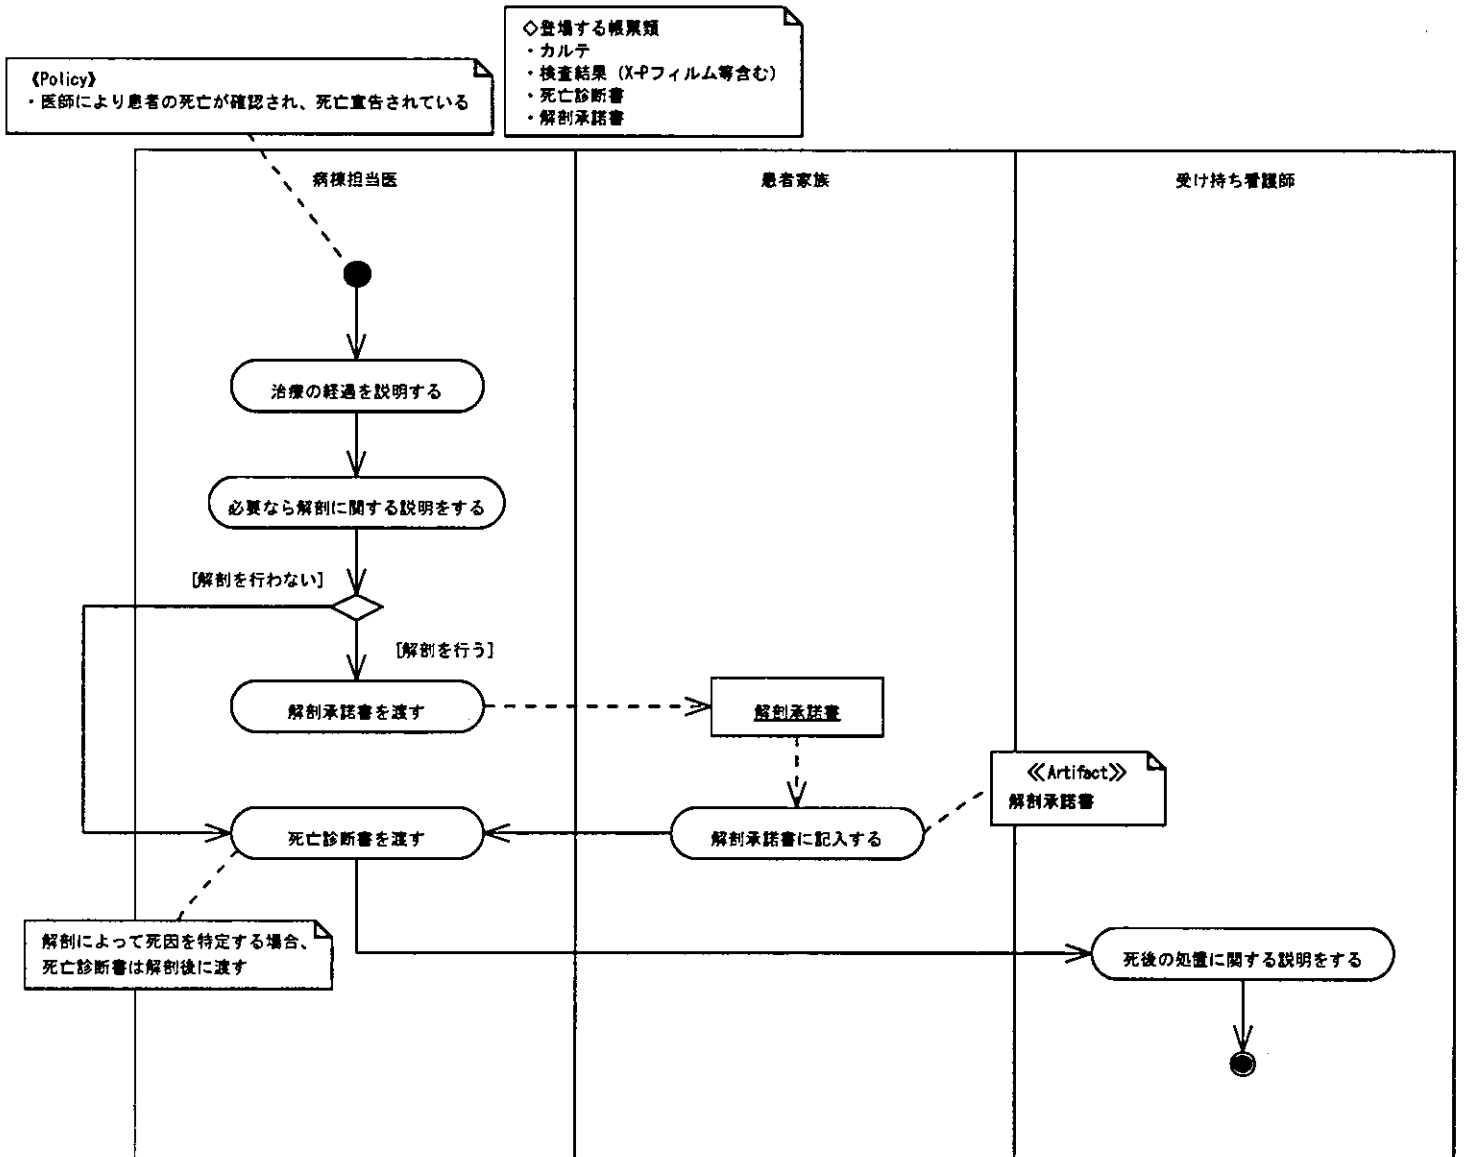 ◇登場する帳票類
・カルテ
・検査結果（X-Pフィルム等含む）
・死亡診断書
・解剖承諾書
《Policy》
・医師により患者の死亡が確認され、死亡宣告されている
病棟担当医
患者家族
受け持ち看護師
治療の経過を説明する
必要なら解剖に関する説明をする
[解剖を行わない]
[解剖を行う]
解剖承諾書を渡す
解剖承諾書
≪Artifact≫
解剖承諾書
死亡診断書を渡す
解剖承諾書に記入する
解剖によって死因を特定する場合、
死亡診断書は解剖後に渡す
死後の処置に関する説明をする